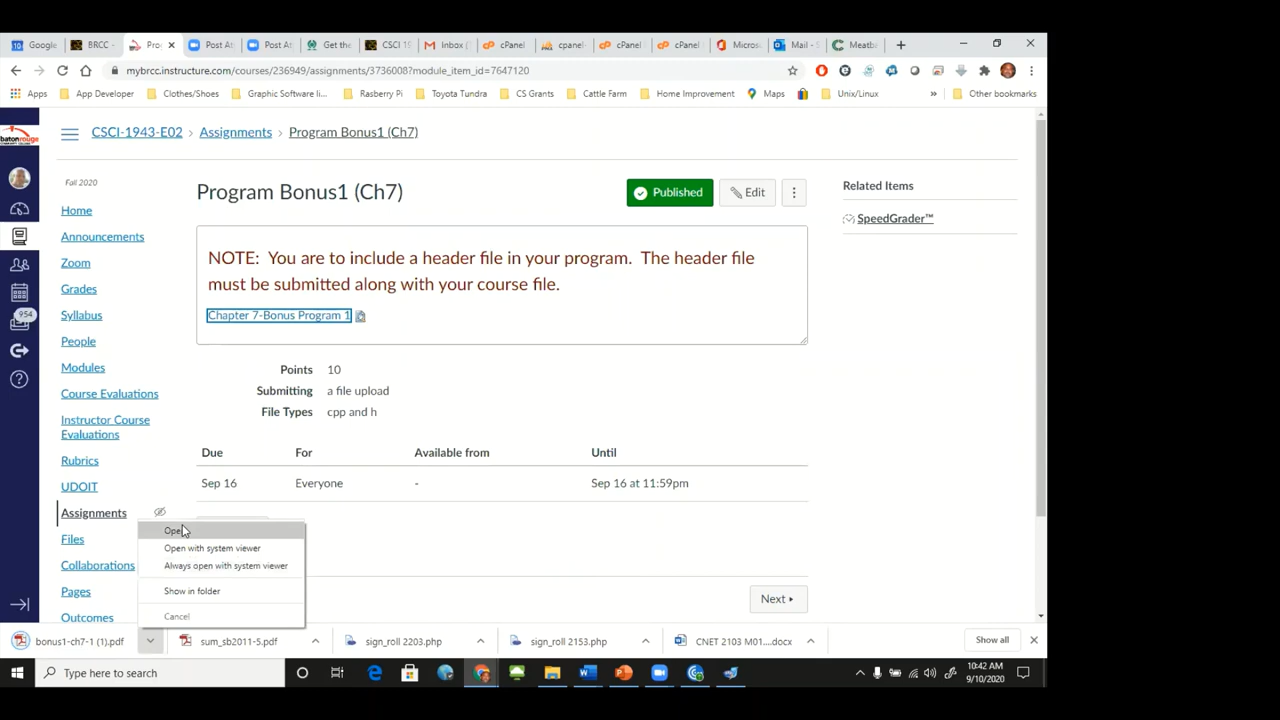 Google
BRCC -
Pro
Post At
Post At
Get the
CSCI 19
Inbox (
cPanel
cpanel-
cPanel
cPanel
Micros
Mail - S
Meatb
mybrcc.instructure.com/courses/236949/assignments/3736008?module_item_id=7647120
Apps
App Developer
Clothes/Shoes
Graphic Software li...
Rasberry Pi
Toyota Tundra
CS Grants
Cattle Farm
Home Improvement
Maps
Unix/Linux
»
Other bookmarks
batonrouge
CSCI-1943-E02 › Assignments › Program Bonus1 (Ch7)
Fall 2020
Home
Announcements
Zoom
Grades
Syllabus
954
People
Modules
Course Evaluations
Instructor Course
Evaluations
Rubrics
UDOIT
Assignments
Files
Collaborations
Pages
Outcomes
Program Bonus1 (Ch7)
Published
Edit
Related Items
SpeedGrader™
NOTE: You are to include a header file in your program. The header file
must be submitted along with your course file.
Chapter 7-Bonus Program 1
Points 10
Submitting a file upload
File Types cpp and h
Due For Available from Until
Sep 16 Everyone - Sep 16 at 11:59pm
Open
Open with system viewer
Always open with system viewer
Show in folder
Cancel
Next
bonus1-ch7-1 (1).pdf
sum_sb2011-5.pdf
sign_roll 2203.php
sign_roll 2153.php
CNET 2103 M01....docx
Show all
Type here to search
10:42 AM
9/10/2020